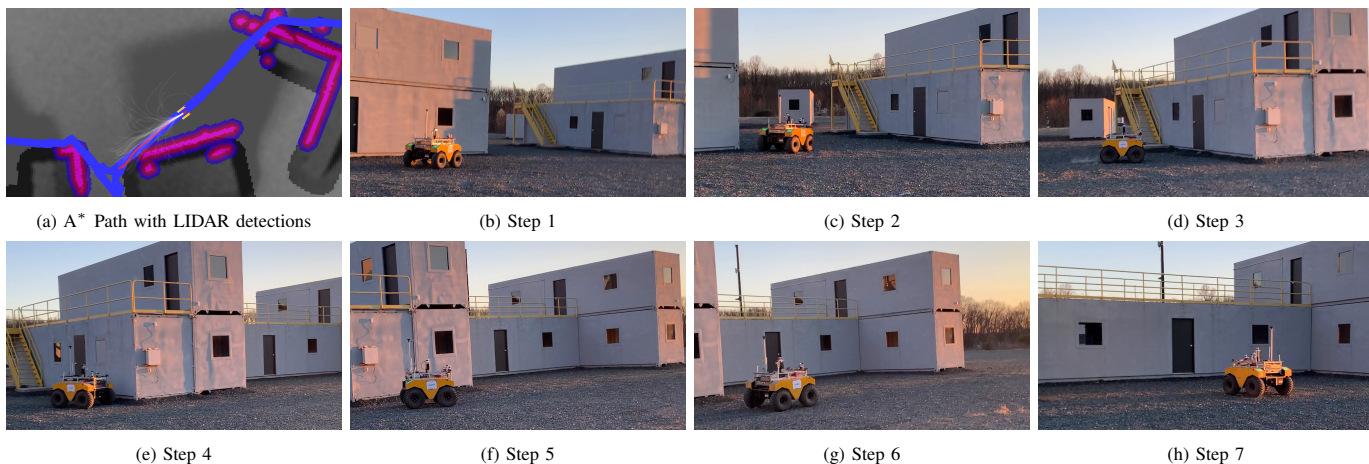 (a) A* Path with LIDAR detections
(b) Step 1
(c) Step 2
(d) Step 3
(e) Step 4
(f) Step 5
(g) Step 6
(h) Step 7